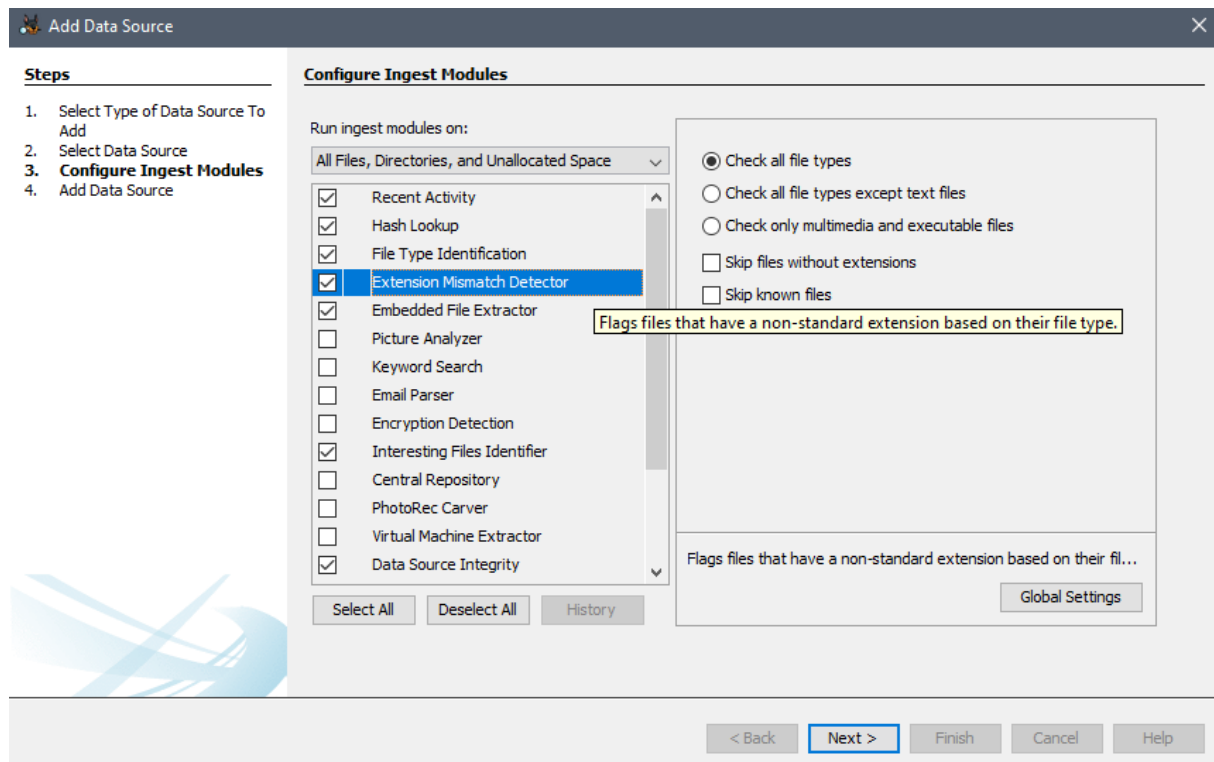 Add Data Source
Steps
1. Select Type of Data Source To
Add
2. Select Data Source
3. Configure Ingest Modules
4. Add Data Source
Configure Ingest Modules
Run ingest modules on:
All Files, Directories, and Unallocated Space
Recent Activity
Hash Lookup
File Type Identification
Extension Mismatch Detector
Embedded File Extractor
Picture Analyzer
Keyword Search
Email Parser
Encryption Detection
Interesting Files Identifier
Central Repository
PhotoRec Carver
Virtual Machine Extractor
Data Source Integrity
Select All
Deselect All
History
Check all file types
Check all file types except text files
Check only multimedia and executable files
Skip files without extensions
Skip known files
Flags files that have a non-standard extension based on their file type.
Flags files that have a non-standard extension based on their fil...
Global Settings
< Back
Next >
Finish
Cancel
Help